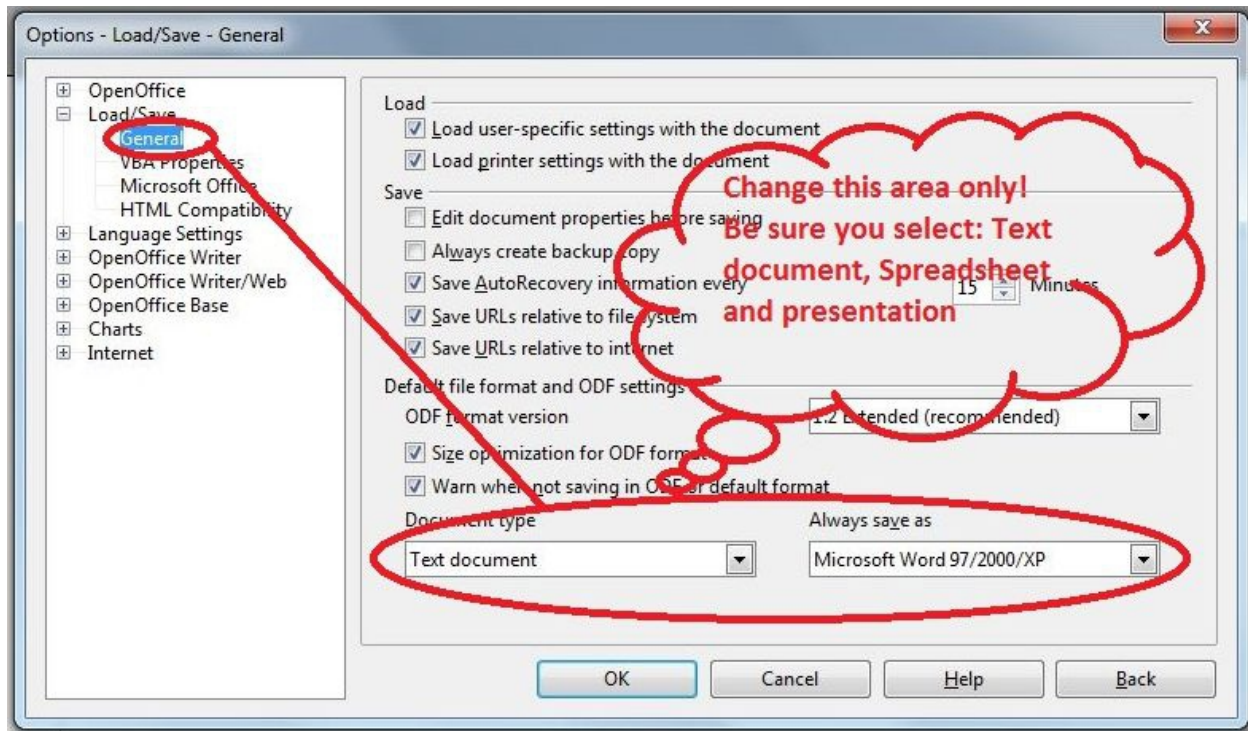 Options - Load/Save - General
OpenOffice
Load/Save
General
VBA Properties
Microsoft Office
HTML Compatibility
Language Settings
OpenOffice Writer
OpenOffice Writer/Web
OpenOffice Base
Charts
Internet
Load
Load user-specific settings with the document
Load printer settings with the document
Save
Edit document properties before saving
Always create backup copy
Save AutoRecovery information every
15 Minutes
Save URLs relative to file system
Save URLs relative to internet
Change this area only!
Be sure you select: Text
document, Spreadsheet
and presentation
Default file format and ODF settings
ODF format version
1.2 Extended (recommended)
Size optimization for ODF format
Warn when not saving in ODF or default format
Document type
Always save as
Text document
Microsoft Word 97/2000/XP
OK
Cancel
Help
Back